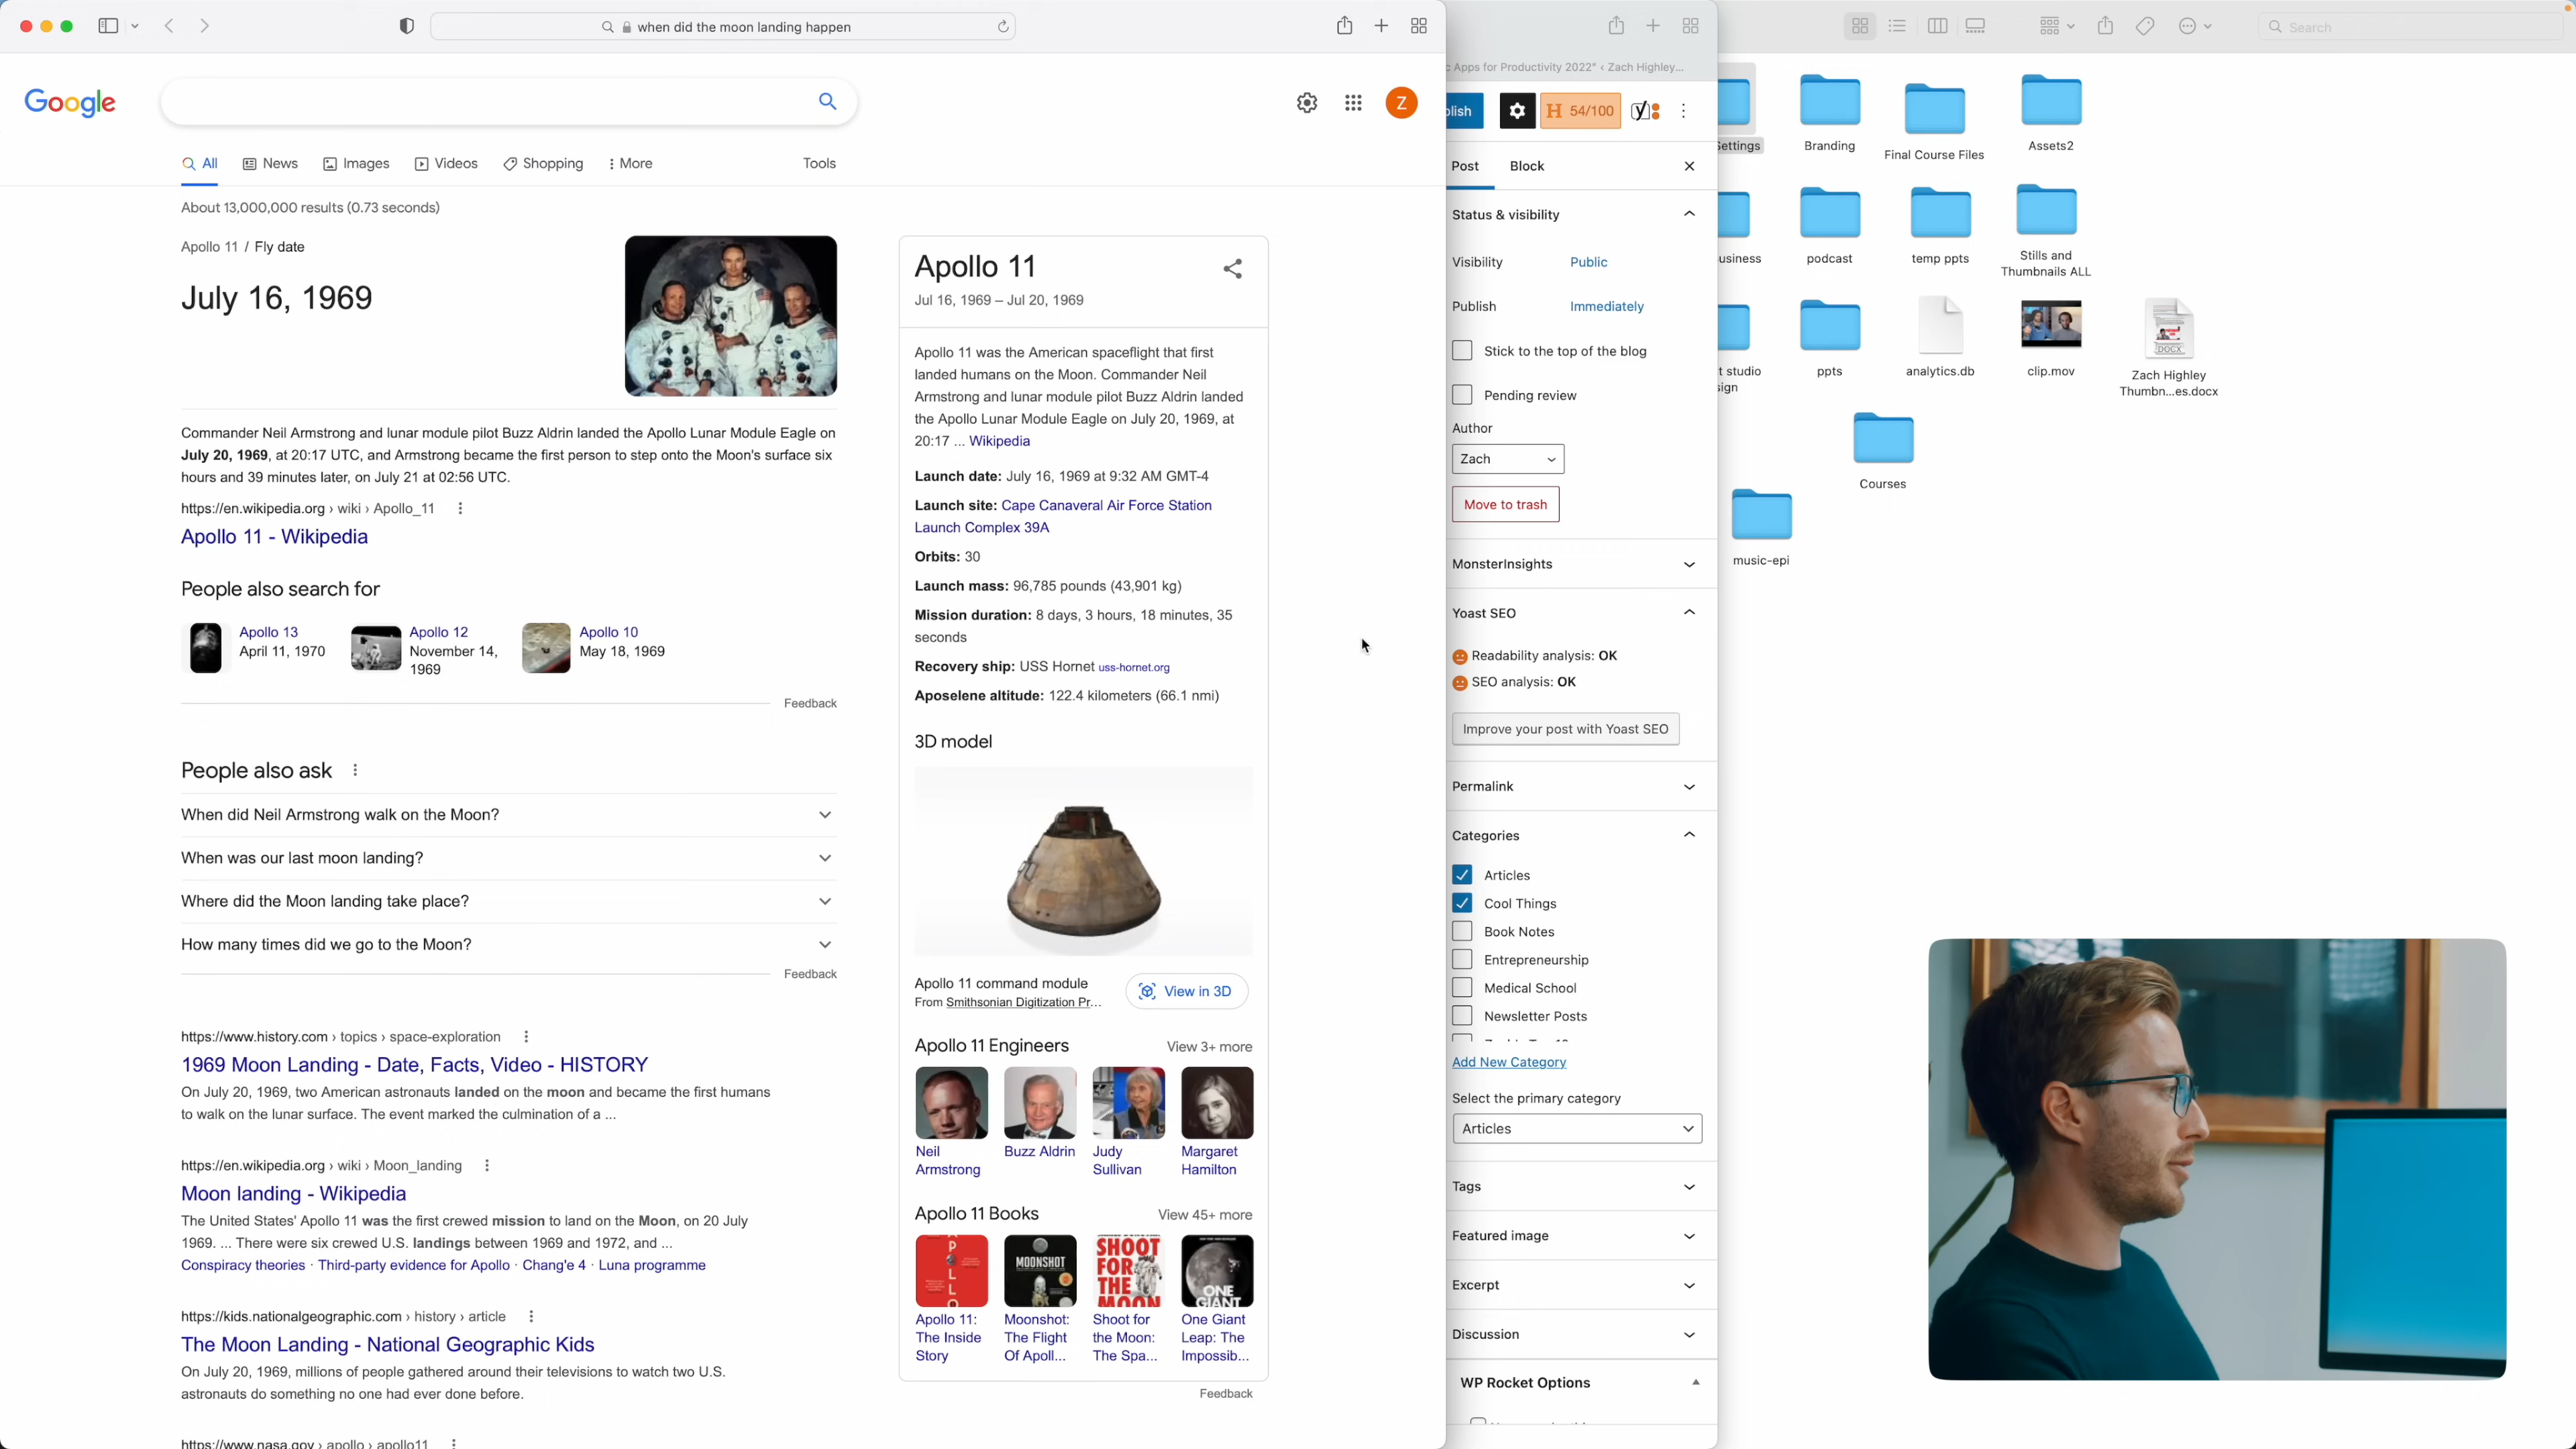 when did the moon landing happen
Google
Z
All
News
Images
Videos
Shopping
More
Tools
About 13,000,000 results (0.73 seconds)
Apollo 11 / Fly date
July 16, 1969
Commander Neil Armstrong and lunar module pilot Buzz Aldrin landed the Apollo Lunar Module Eagle on
July 20, 1969, at 20:17 UTC, and Armstrong became the first person to step onto the Moon's surface six
hours and 39 minutes later, on July 21 at 02:56 UTC.
https://en.wikipedia.org › wiki › Apollo_11
Apollo 11 - Wikipedia
People also search for
Apollo 13
April 11, 1970
Apollo 12
November 14,
1969
Apollo 10
May 18, 1969
Feedback
People also ask
When did Neil Armstrong walk on the Moon?
When was our last moon landing?
Where did the Moon landing take place?
How many times did we go to the Moon?
Feedback
https://www.history.com › topics › space-exploration
1969 Moon Landing - Date, Facts, Video - HISTORY
On July 20, 1969, two American astronauts landed on the moon and became the first humans
to walk on the lunar surface. The event marked the culmination of a ...
https://en.wikipedia.org › wiki › Moon_landing
Moon landing - Wikipedia
The United States' Apollo 11 was the first crewed mission to land on the Moon, on 20 July
1969. ... There were six crewed U.S. landings between 1969 and 1972, and ...
Conspiracy theories · Third-party evidence for Apollo · Chang'e 4 · Luna programme
https://kids.nationalgeographic.com › history › article
The Moon Landing - National Geographic Kids
On July 20, 1969, millions of people gathered around their televisions to watch two U.S.
astronauts do something no one had ever done before.
https://www.nasa.gov › apollo › apollo11
Apollo 11
Jul 16, 1969 – Jul 20, 1969
Apollo 11 was the American spaceflight that first
landed humans on the Moon. Commander Neil
Armstrong and lunar module pilot Buzz Aldrin landed
the Apollo Lunar Module Eagle on July 20, 1969, at
20:17 ... Wikipedia
Launch date: July 16, 1969 at 9:32 AM GMT-4
Launch site: Cape Canaveral Air Force Station
Launch Complex 39A
Orbits: 30
Launch mass: 96,785 pounds (43,901 kg)
Mission duration: 8 days, 3 hours, 18 minutes, 35
seconds
Recovery ship: USS Hornet uss-hornet.org
Aposelene altitude: 122.4 kilometers (66.1 nmi)
3D model
Apollo 11 command module
From Smithsonian Digitization Pr...
View in 3D
Apollo 11 Engineers
View 3+ more
Neil
Armstrong
Buzz Aldrin
Judy
Sullivan
Margaret
Hamilton
Apollo 11 Books
View 45+ more
APOLLO
MOONSHOT
SHOOT
FOR
THE
MOON
ONE
GIANT
Apollo 11:
The Inside
Story
Moonshot:
The Flight
Of Apoll...
Shoot for
the Moon:
The Spa...
One Giant
Leap: The
Impossib...
Feedback
c Apps for Productivity 2022" ‹ Zach Highley...
blish
H 54/100
Post
Block
Status & visibility
Visibility
Public
Publish
Immediately
Stick to the top of the blog
Pending review
Author
Zach
Move to trash
MonsterInsights
Yoast SEO
Readability analysis: OK
SEO analysis: OK
Improve your post with Yoast SEO
Permalink
Categories
Articles
Cool Things
Book Notes
Entrepreneurship
Medical School
Newsletter Posts
Add New Category
Select the primary category
Articles
Tags
Featured image
Excerpt
Discussion
WP Rocket Options
Search
ettings
Branding
Final Course Files
Assets2
usiness
podcast
temp ppts
Stills and
Thumbnails ALL
t studio
ign
ppts
analytics.db
clip.mov
DOCX
Zach Highley
Thumbn...es.docx
Courses
music-epi